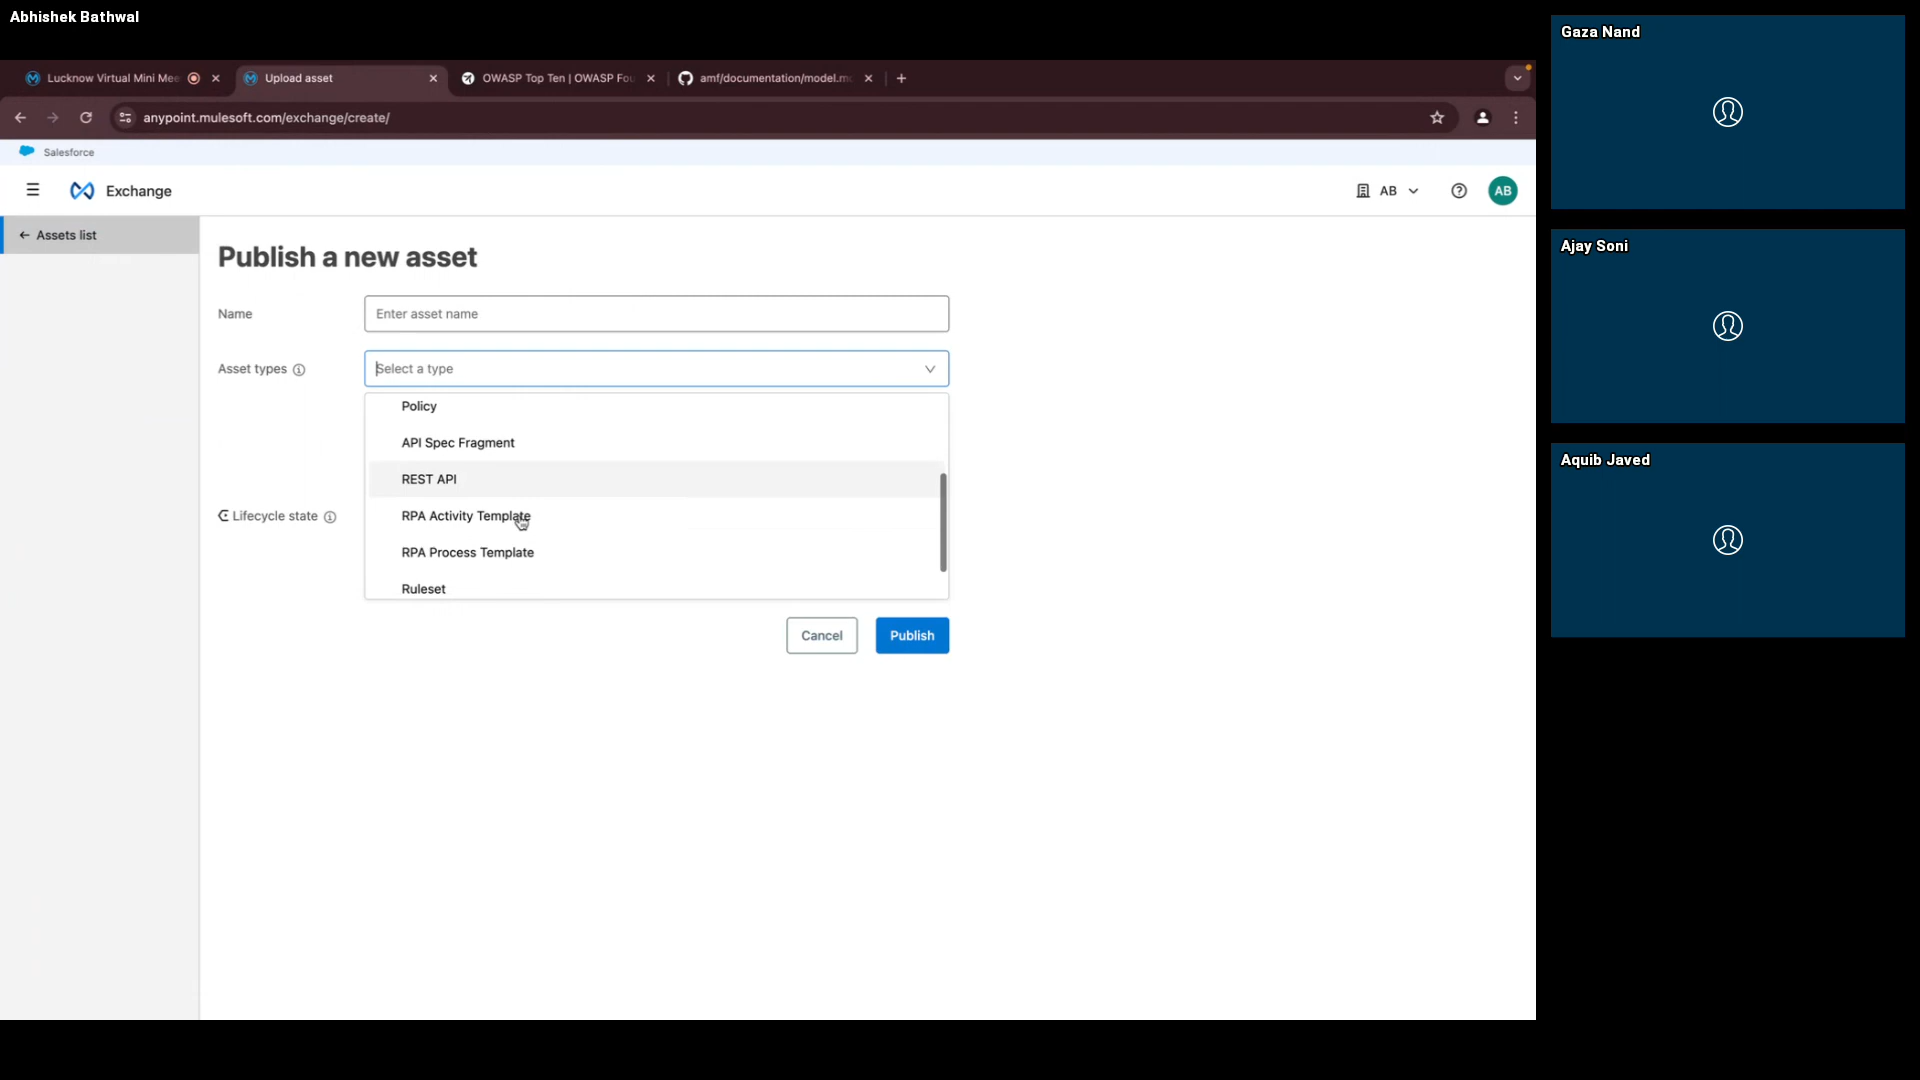 Abhishek Bathwal
Gaza Nand
Ajay Soni
Aquib Javed
Lucknow Virtual Mini Mee
Upload asset
OWASP Top Ten | OWASP Fou
amf/documentation/model.m
anypoint.mulesoft.com/exchange/create/
Salesforce
Exchange
AB
AB
Assets list
Publish a new asset
Name
Enter asset name
Asset types
Select a type
Policy
API Spec Fragment
REST API
Lifecycle state
RPA Activity Template
RPA Process Template
Ruleset
Cancel
Publish